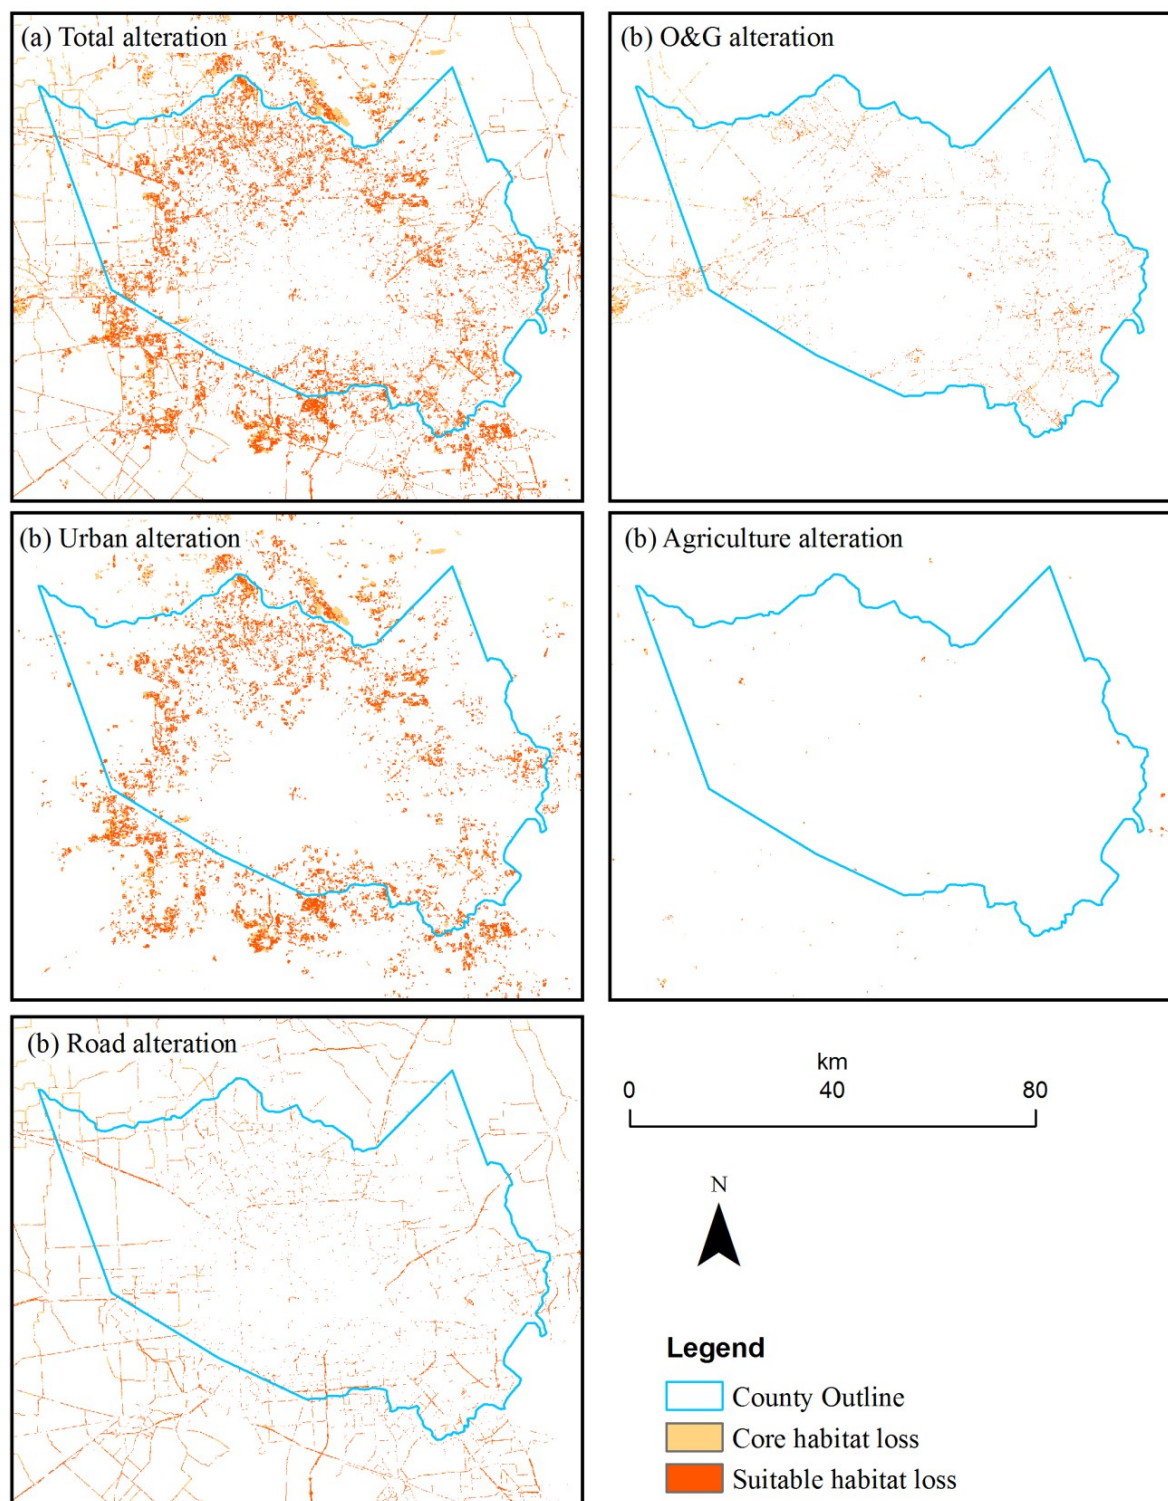 (a) Total alteration
(b) O&G alteration
(b) Urban alteration
(b) Agriculture alteration
(b) Road alteration
km
0 40 80
N
Legend
County Outline
Core habitat loss
Suitable habitat loss